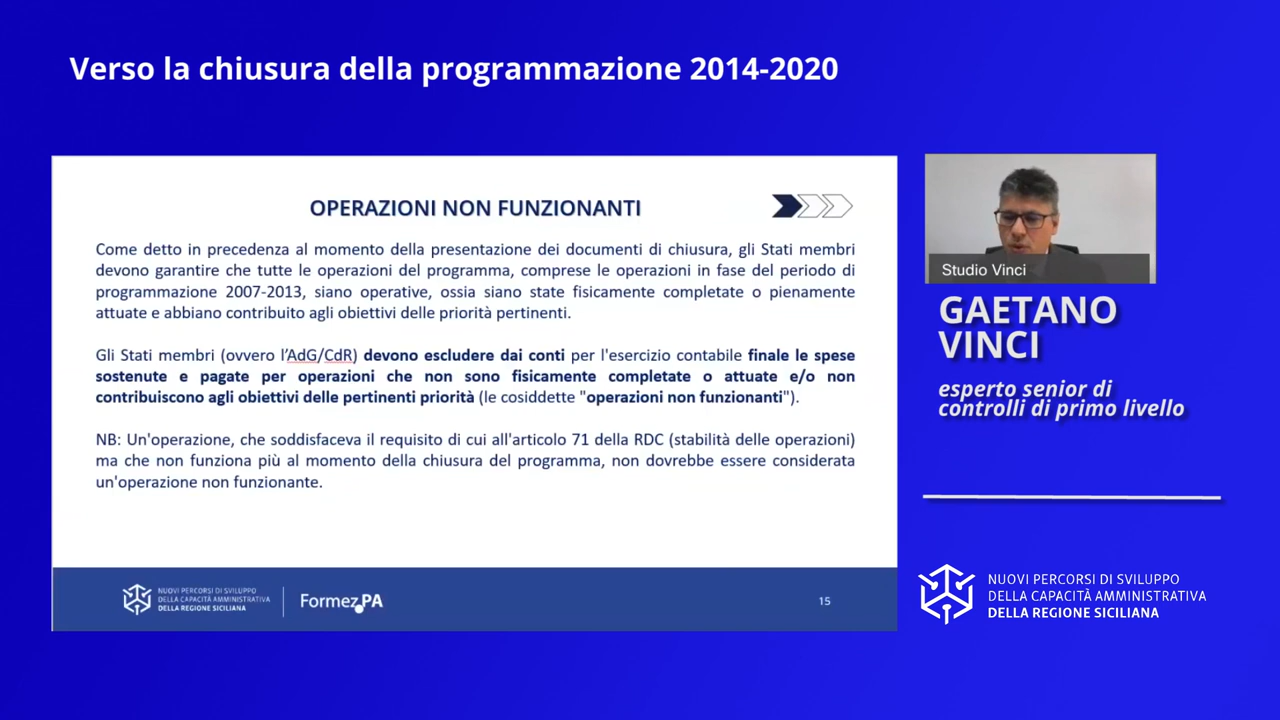 Verso la chiusura della programmazione 2014-2020
OPERAZIONI NON FUNZIONANTI
Come detto in precedenza al momento della presentazione dei documenti di chiusura, gli Stati membri
devono garantire che tutte le operazioni del programma, comprese le operazioni in fase del periodo di
programmazione 2007-2013, siano operative, ossia siano state fisicamente completate o pienamente
attuate e abbiano contribuito agli obiettivi delle priorità pertinenti.
Gli Stati membri (ovvero l'AdG/CdR) devono escludere dai conti per l'esercizio contabile finale le spese
sostenute e pagate per operazioni che non sono fisicamente completate o attuate e/o non
contribuiscono agli obiettivi delle pertinenti priorità (le cosiddette "operazioni non funzionanti").
NB: Un'operazione, che soddisfaceva il requisito di cui all'articolo 71 della RDC (stabilità delle operazioni)
ma che non funziona più al momento della chiusura del programma, non dovrebbe essere considerata
un'operazione non funzionante.
NUOVI PERCORSI DI SVILUPPO
DELLA CAPACITÀ AMMINISTRATIVA
DELLA REGIONE SICILIANA
Formez PA
15
Studio Vinci
GAETANO
VINCI
esperto senior di
controlli di primo livello
NUOVI PERCORSI DI SVILUPPO
DELLA CAPACITÀ AMMINISTRATIVA
DELLA REGIONE SICILIANA